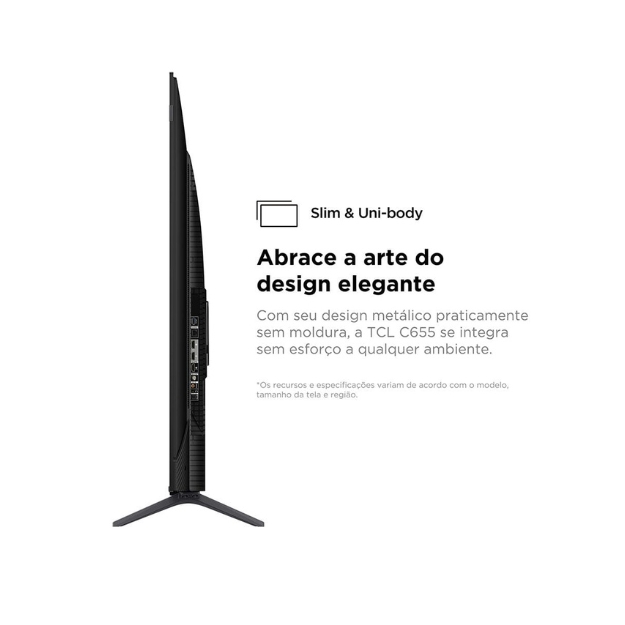 Slim & Uni-body
Abrace a arte do
design elegante
Com seu design metálico praticamente
sem moldura, a TCL C655 se integra
sem esforço a qualquer ambiente.
*Os recursos e especificações variam de acordo com o modelo,
tamanho da tela e região.